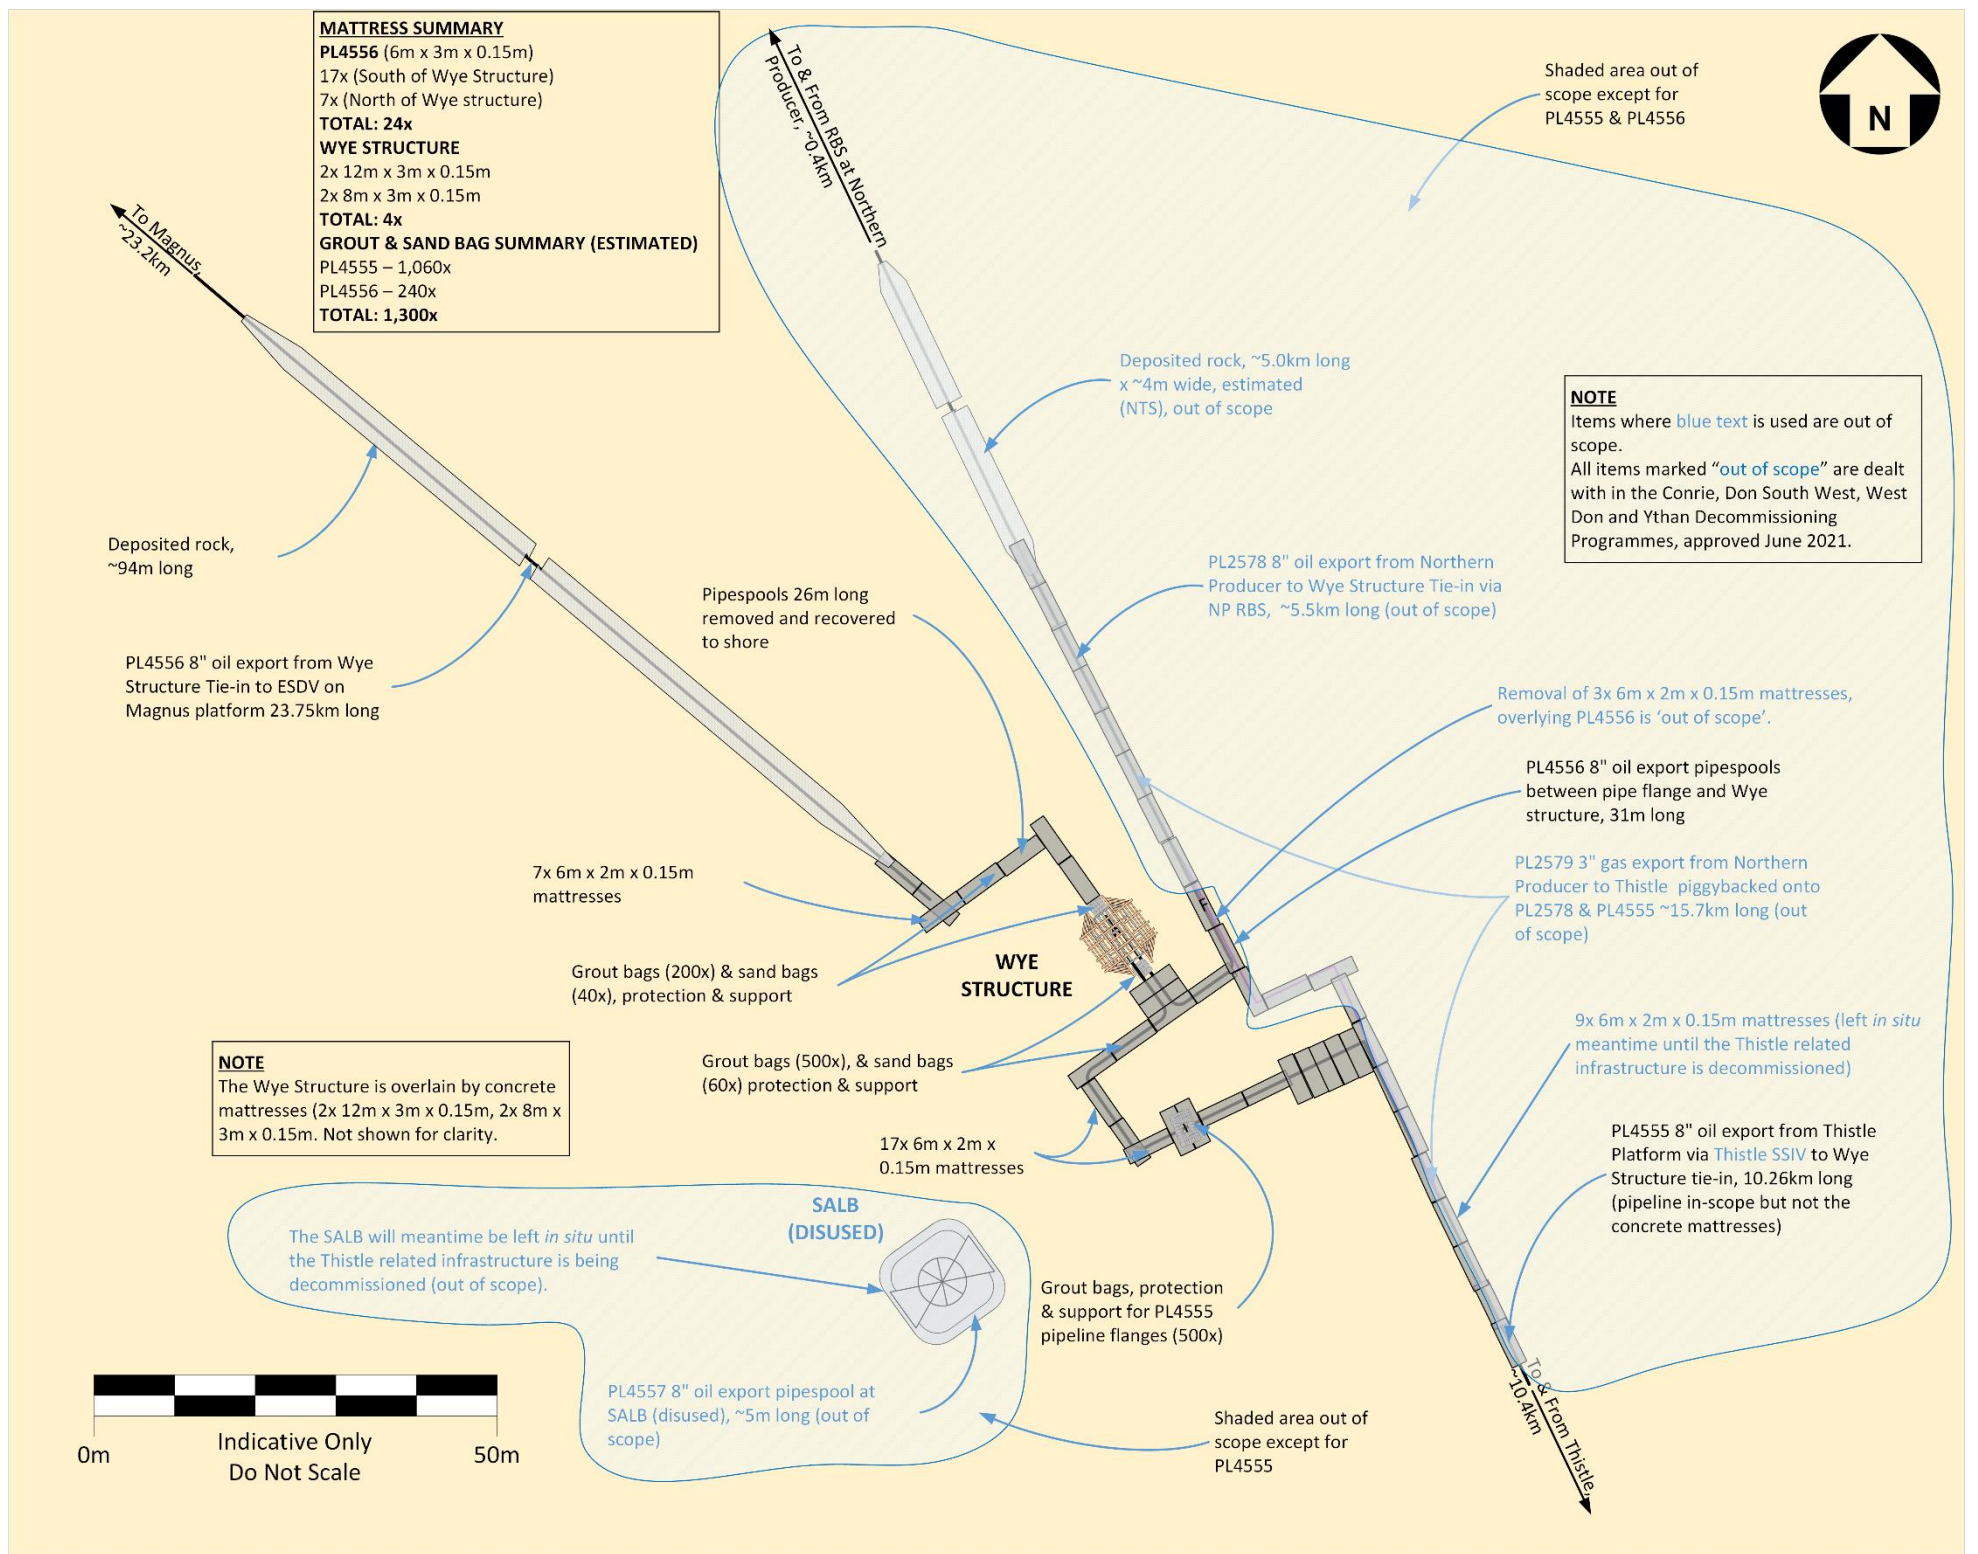 MATTRESS SUMMARY
PL4556 (6m x 3m x 0.15m)
17x (South of Wye Structure)
7x (North of Wye structure)
TOTAL: 24x
WYE STRUCTURE
2x 12m x 3m x 0.15m
2x 8m x 3m x 0.15m
TOTAL: 4x
GROUT & SAND BAG SUMMARY (ESTIMATED)
PL4555 – 1,060x
PL4556 – 240x
TOTAL: 1,300x
To & From RBS at Northern
Producer, ~0.4km
Shaded area out of
scope except for
PL4555 & PL4556
N
To Magnus,
~23.2km
Deposited rock, ~5.0km long
x ~4m wide, estimated
(NTS), out of scope
NOTE
Items where blue text is used are out of
scope.
All items marked “out of scope” are dealt
with in the Conrie, Don South West, West
Don and Ythan Decommissioning
Programmes, approved June 2021.
Deposited rock,
~94m long
PL2578 8" oil export from Northern
Producer to Wye Structure Tie-in via
NP RBS,  ~5.5km long (out of scope)
Pipespools 26m long
removed and recovered
to shore
PL4556 8" oil export from Wye
Structure Tie-in to ESDV on
Magnus platform 23.75km long
Removal of 3x 6m x 2m x 0.15m mattresses,
overlying PL4556 is ‘out of scope’.
PL4556 8" oil export pipespools
between pipe flange and Wye
structure, 31m long
7x 6m x 2m x 0.15m
mattresses
PL2579 3" gas export from Northern
Producer to Thistle  piggybacked onto
PL2578 & PL4555 ~15.7km long (out
of scope)
Grout bags (200x) & sand bags
(40x), protection & support
WYE
STRUCTURE
9x 6m x 2m x 0.15m mattresses (left in situ
meantime until the Thistle related
infrastructure is decommissioned)
NOTE
The Wye Structure is overlain by concrete
mattresses (2x 12m x 3m x 0.15m, 2x 8m x
3m x 0.15m. Not shown for clarity.
Grout bags (500x), & sand bags
(60x) protection & support
17x 6m x 2m x
0.15m mattresses
PL4555 8" oil export from Thistle
Platform via Thistle SSIV to Wye
Structure tie-in, 10.26km long
(pipeline in-scope but not the
concrete mattresses)
SALB
(DISUSED)
The SALB will meantime be left in situ until
the Thistle related infrastructure is being
decommissioned (out of scope).
Grout bags, protection
& support for PL4555
pipeline flanges (500x)
PL4557 8" oil export pipespool at
SALB (disused), ~5m long (out of
scope)
Shaded area out of
scope except for
PL4555
To & From Thistle,
~10.4km
0m
Indicative Only
Do Not Scale
50m